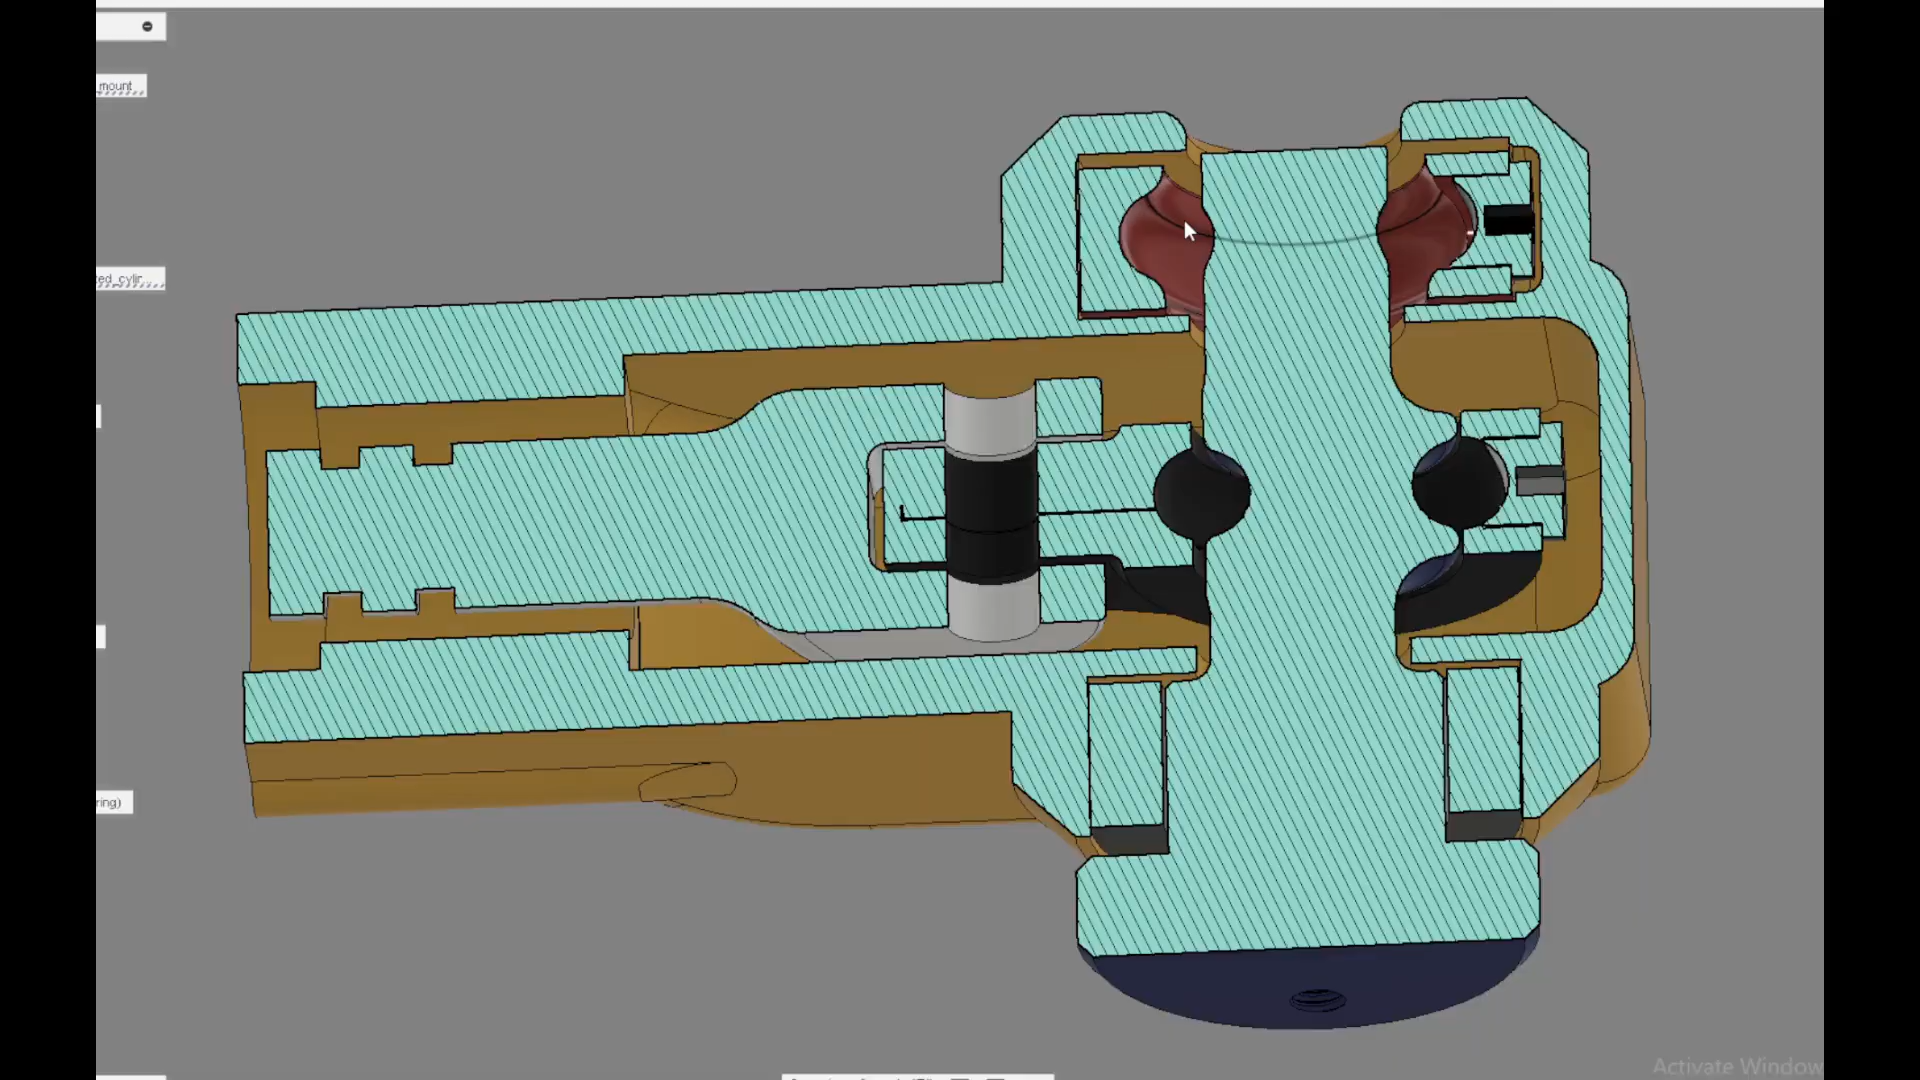 mount
ed_cylir...
ring)
Activate Window